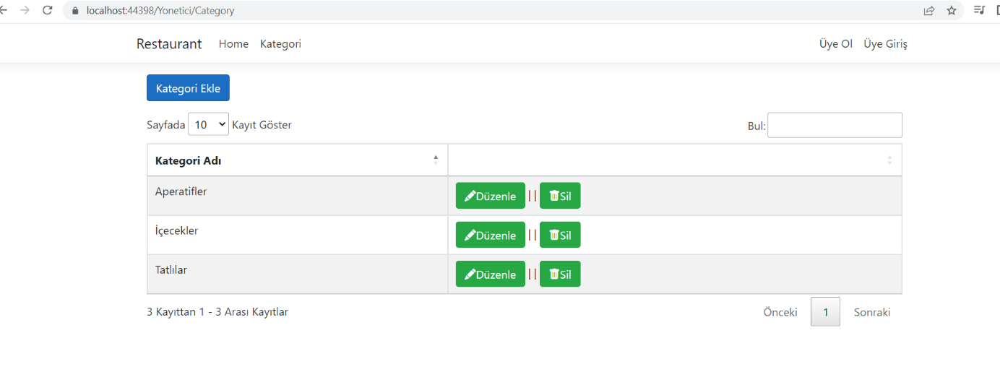 localhost:44398/Yonetici/Category
Restaurant Home Kategori Üye Ol Üye Giriş
Kategori Ekle
Sayfada 10 Kayıt Göster Bul:
Kategori Adı
Aperatifler Düzenle || Sil
İçecekler Düzenle || Sil
Tatlılar Düzenle || Sil
3 Kayıttan 1 - 3 Arası Kayıtlar Önceki 1 Sonraki